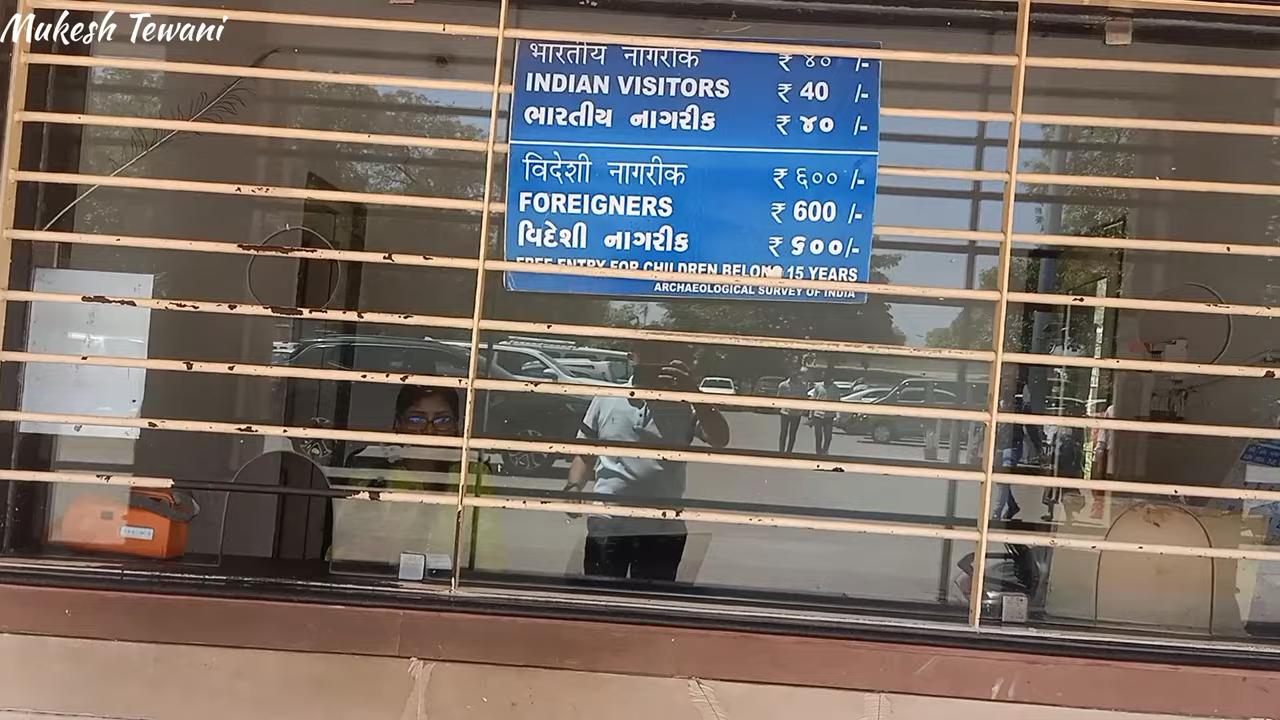 Mukesh Tewani
भारतीय नागरीक ₹ ४० /-
INDIAN VISITORS ₹ 40 /-
ભારતીય નાગરીક ₹ ૪૦ /-
विदेशी नागरीक ₹ ६०० /-
FOREIGNERS ₹ 600 /-
વિદેશી નાગરીક ₹ ૬૦૦/-
FREE ENTRY FOR CHILDREN BELONG 15 YEARS
ARCHAEOLOGICAL SURVEY OF INDIA